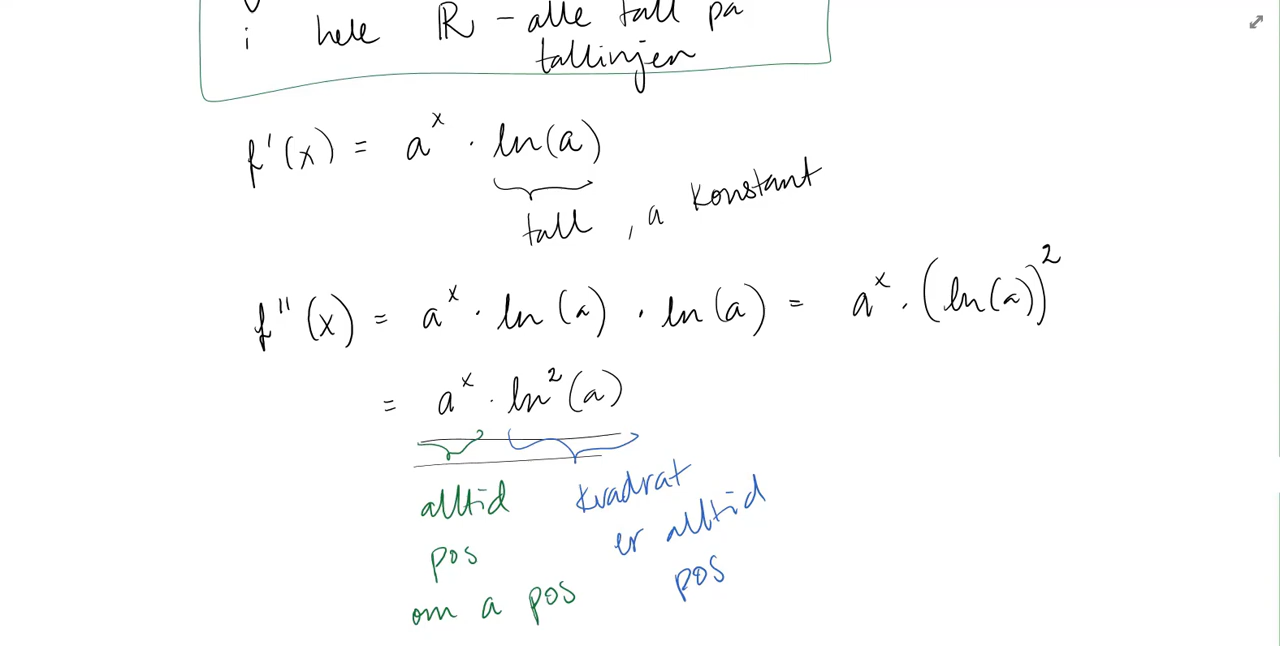 i hele ℝ - alle tall på
tallinjen
f'(x) = a^x · ln(a)
tall, a konstant
f''(x) = a^x · ln(a) · ln(a) = a^x · (ln(a))^2
= a^x · ln^2(a)
alltid
pos
om a pos
kvadrat
er alltid
pos